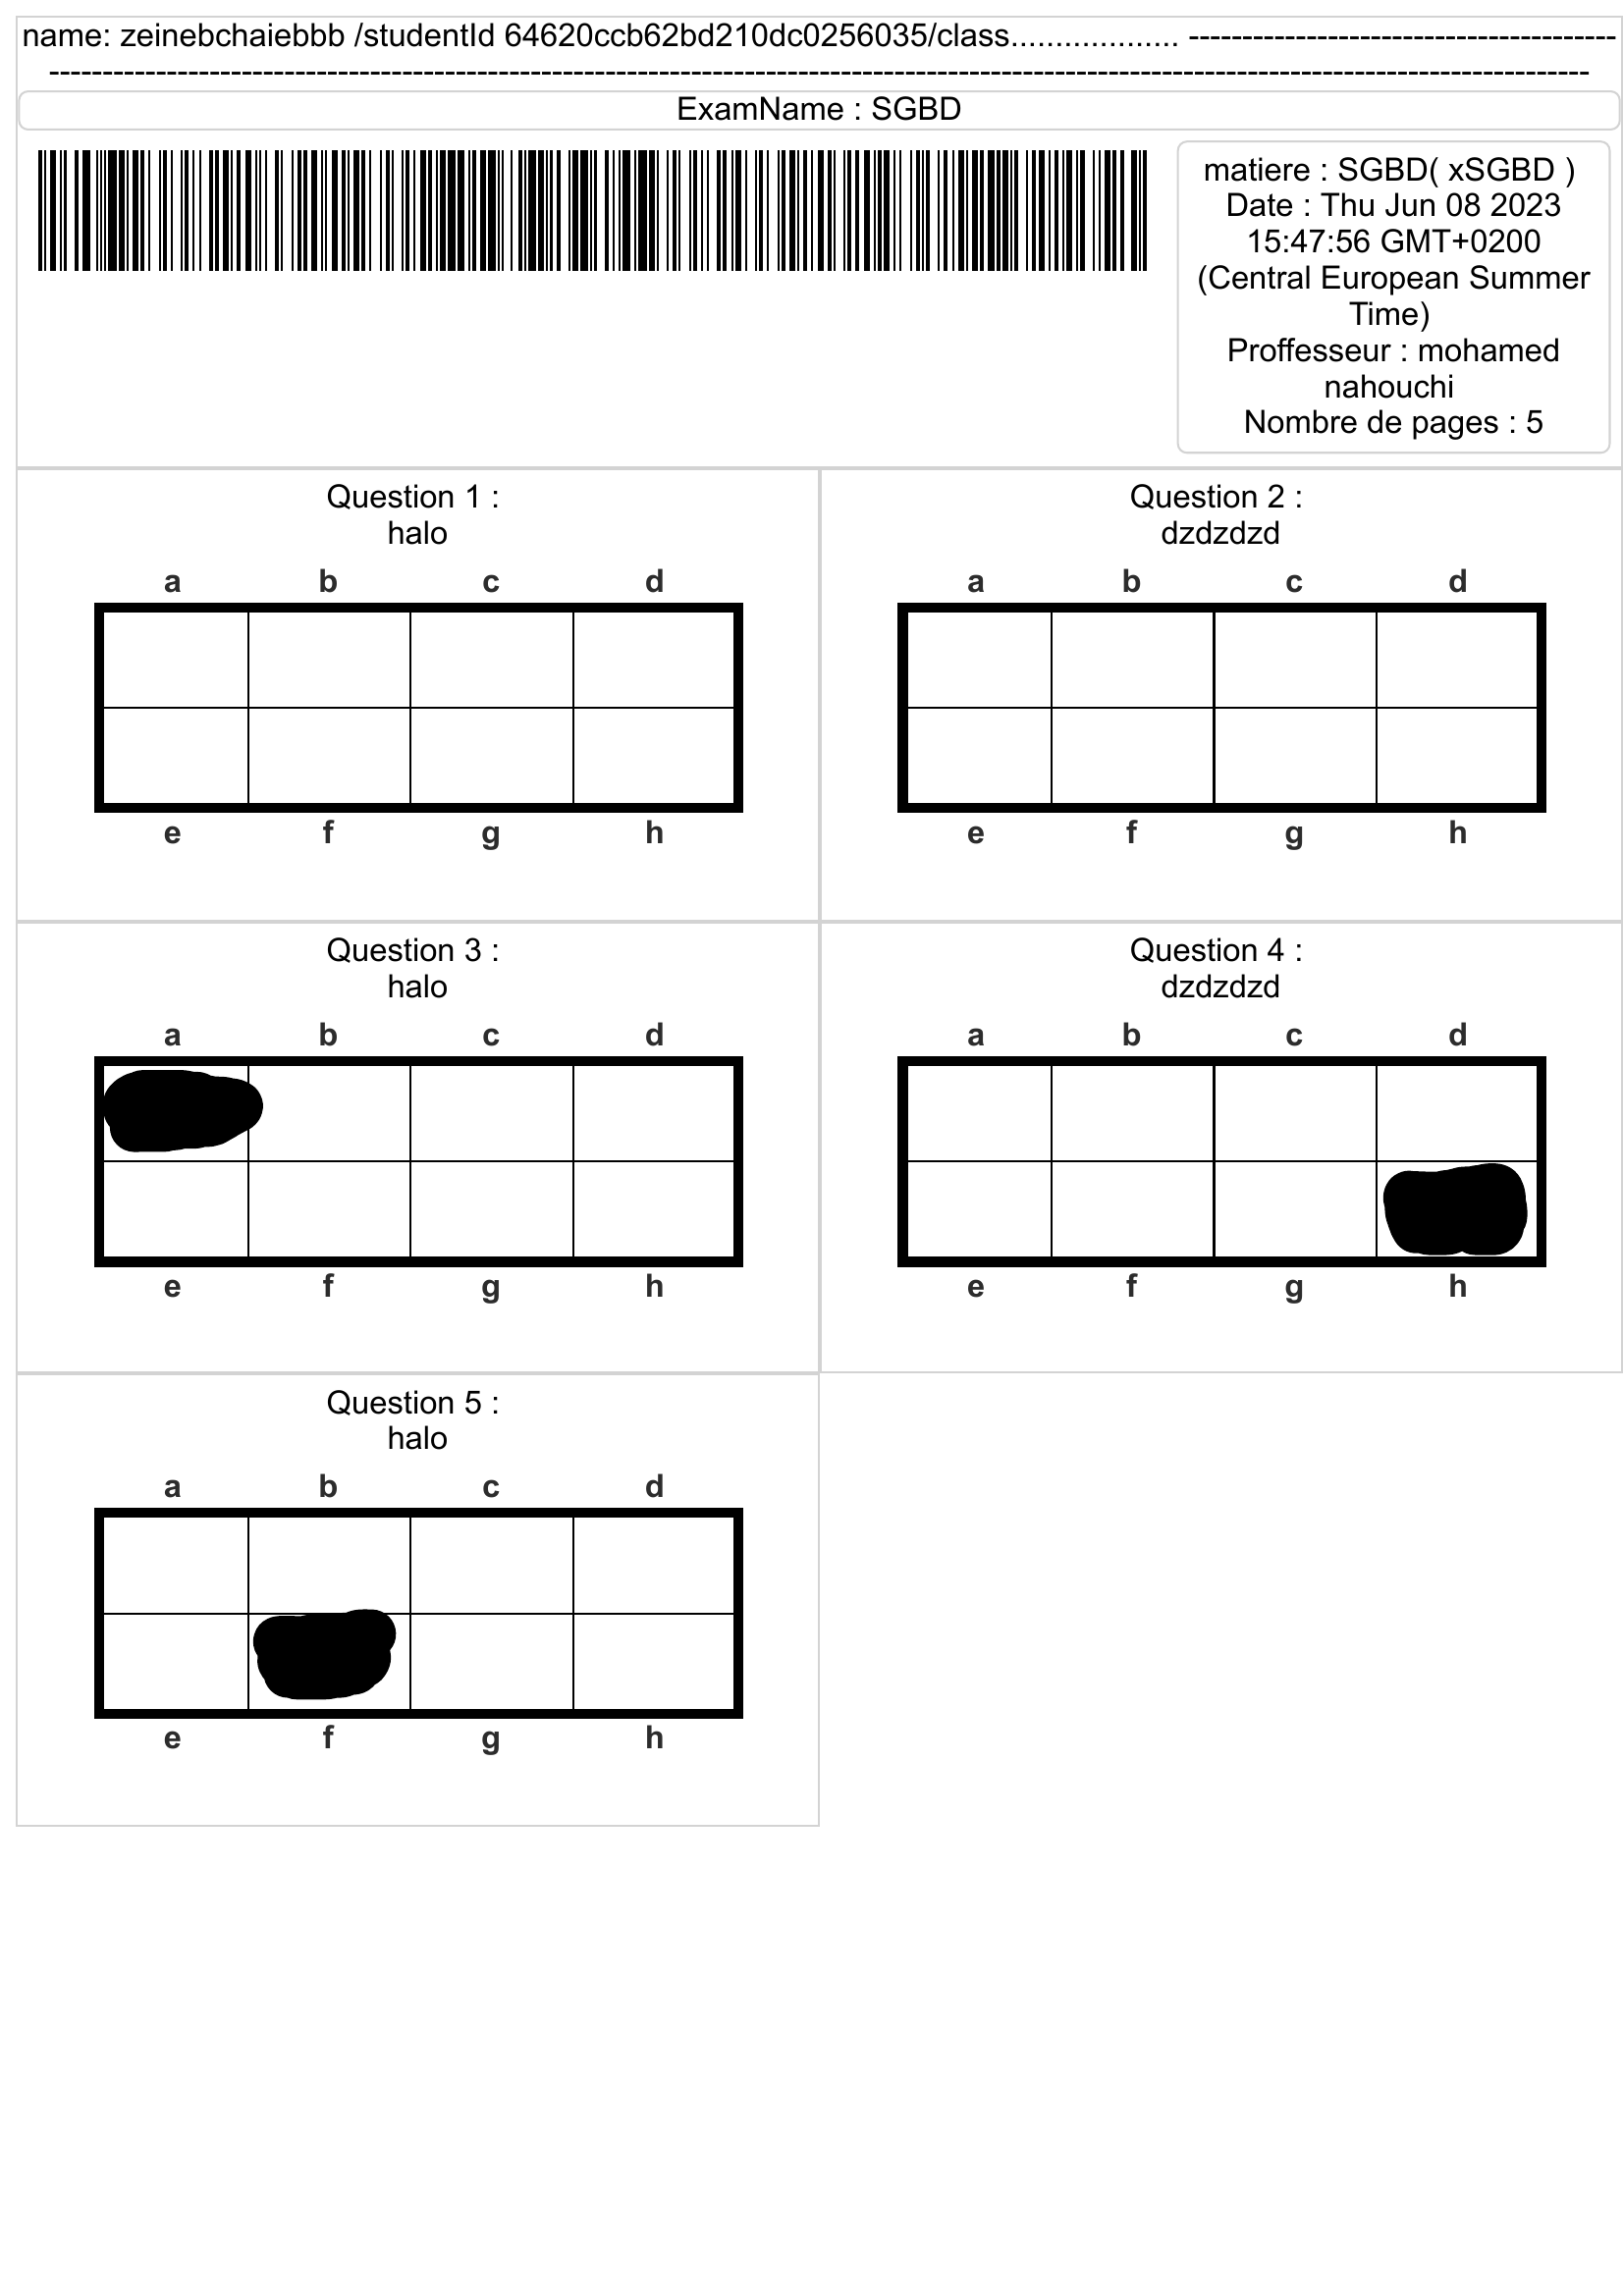 name: zeinebchaiebbb /studentId 64620ccb62bd210dc0256035/class................... ----------------------------------------
------------------------------------------------------------------------------------------------------------------------------------------------
ExamName : SGBD
matiere : SGBD( xSGBD )
Date : Thu Jun 08 2023
15:47:56 GMT+0200
(Central European Summer
Time)
Proffesseur : mohamed
nahouchi
Nombre de pages : 5
Question 1 :
halo
a b c d
e f g h
Question 2 :
dzdzdzd
a b c d
e f g h
Question 3 :
halo
a b c d
e f g h
Question 4 :
dzdzdzd
a b c d
e f g h
Question 5 :
halo
a b c d
e f g h